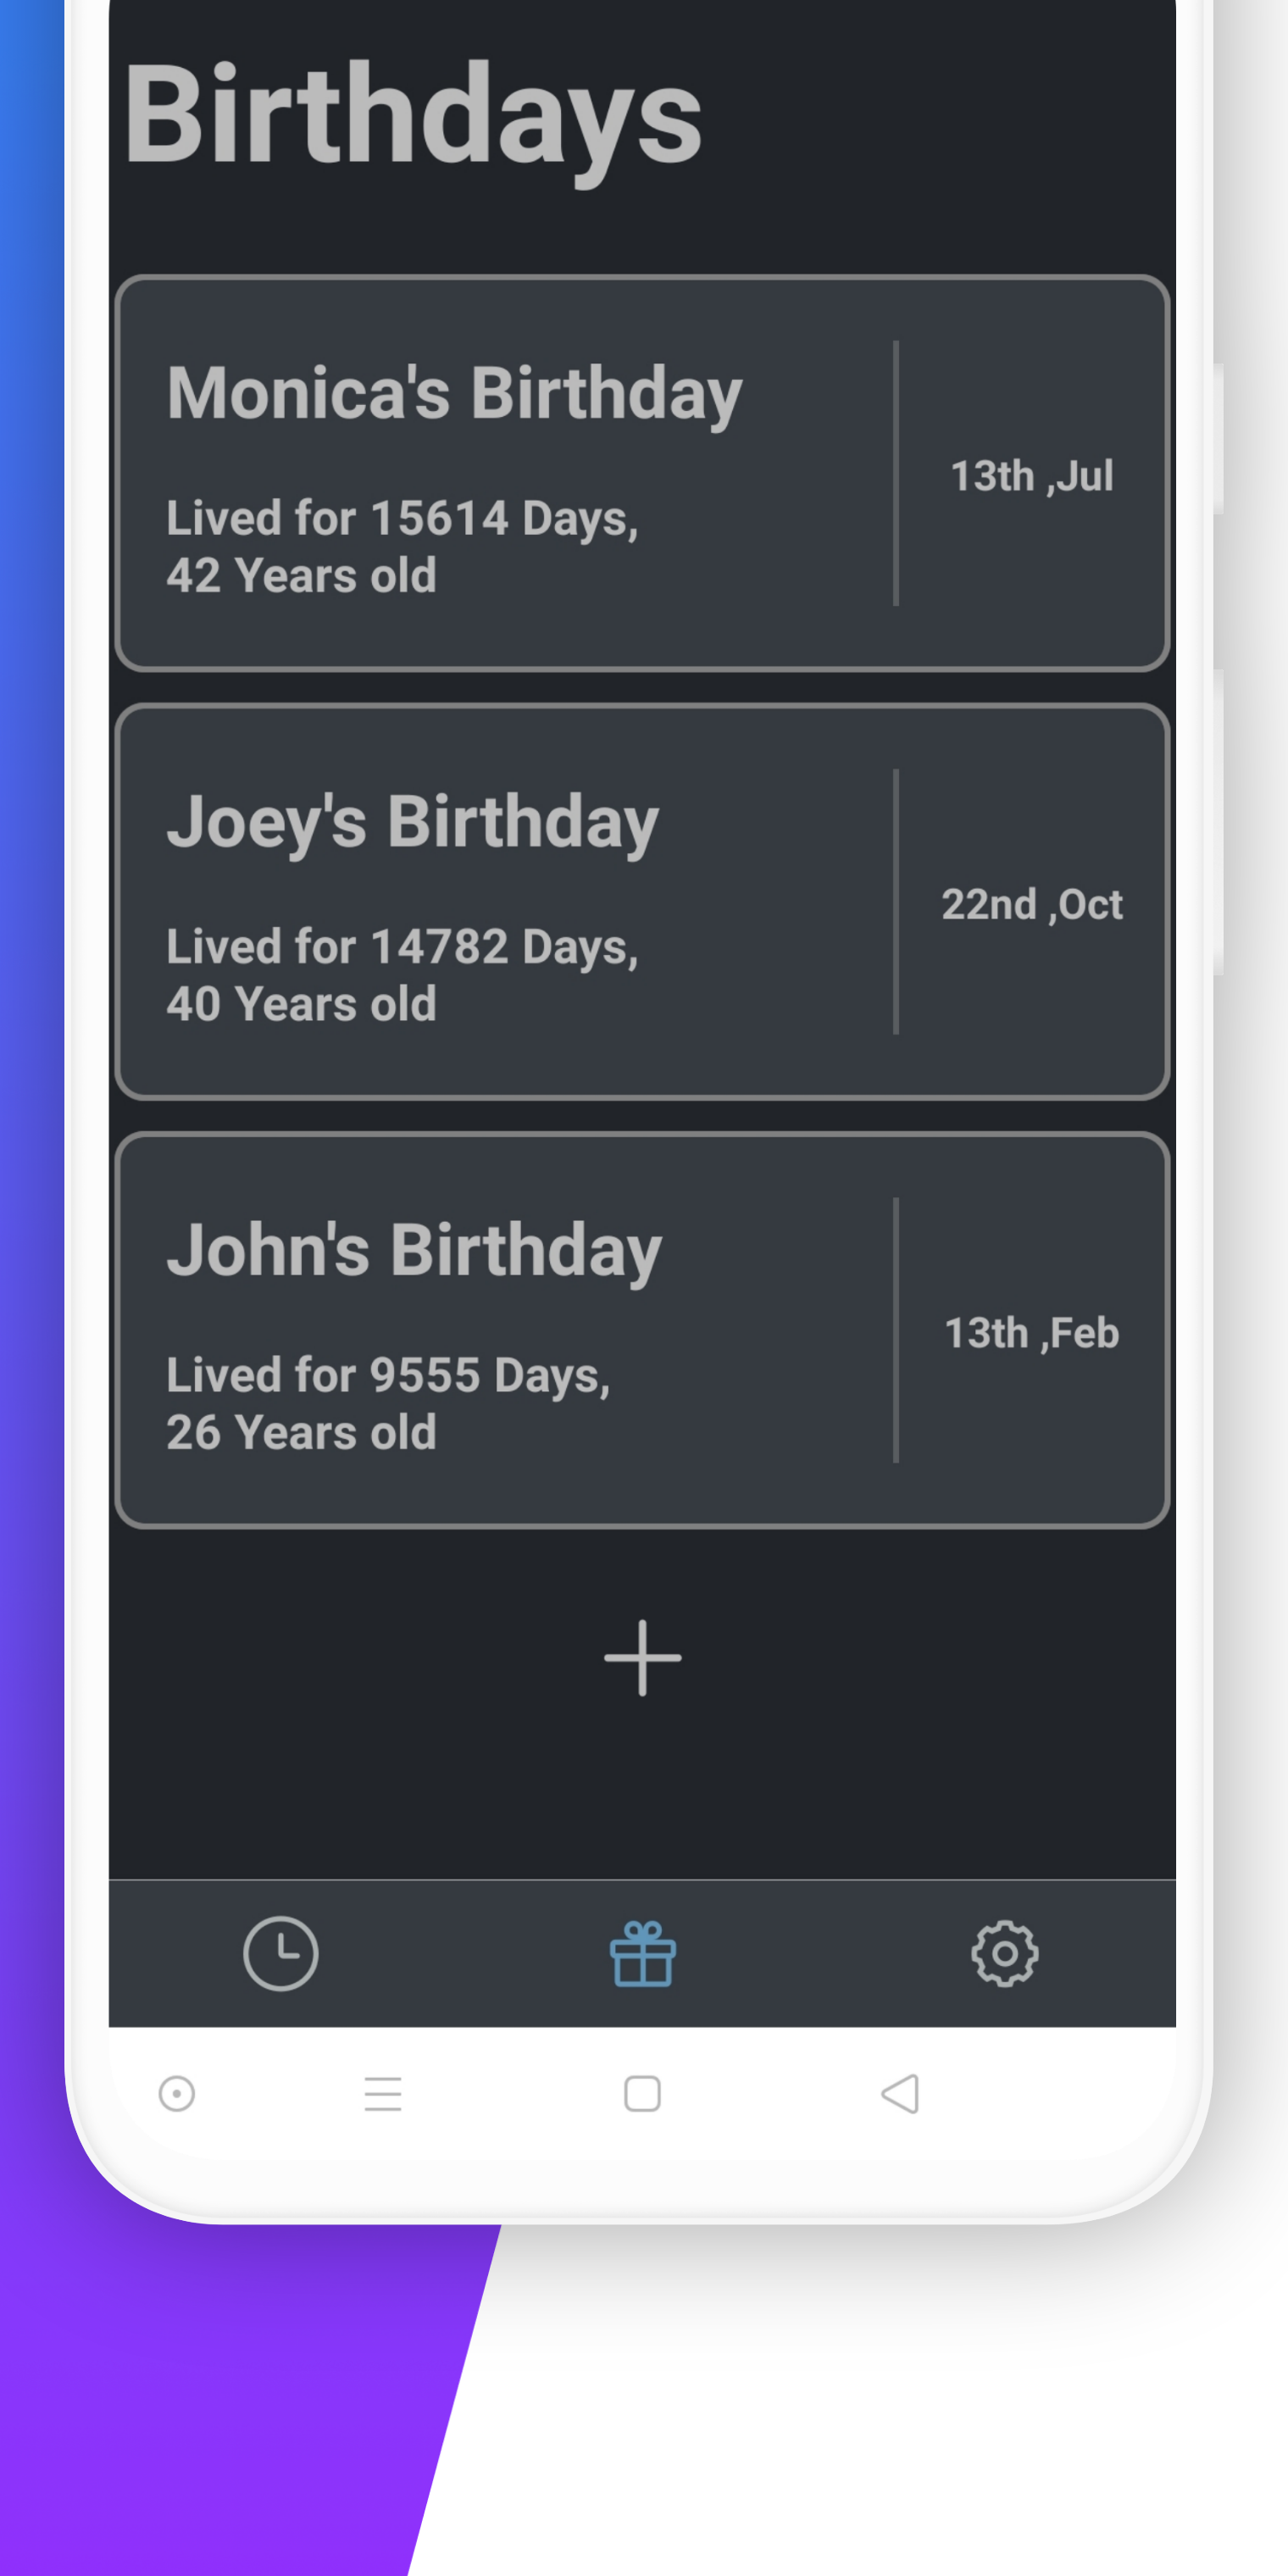 Birthdays
Monica's Birthday
13th ,Jul
Lived for 15614 Days,
42 Years old
Joey's Birthday
22nd ,Oct
Lived for 14782 Days,
40 Years old
John's Birthday
13th ,Feb
Lived for 9555 Days,
26 Years old